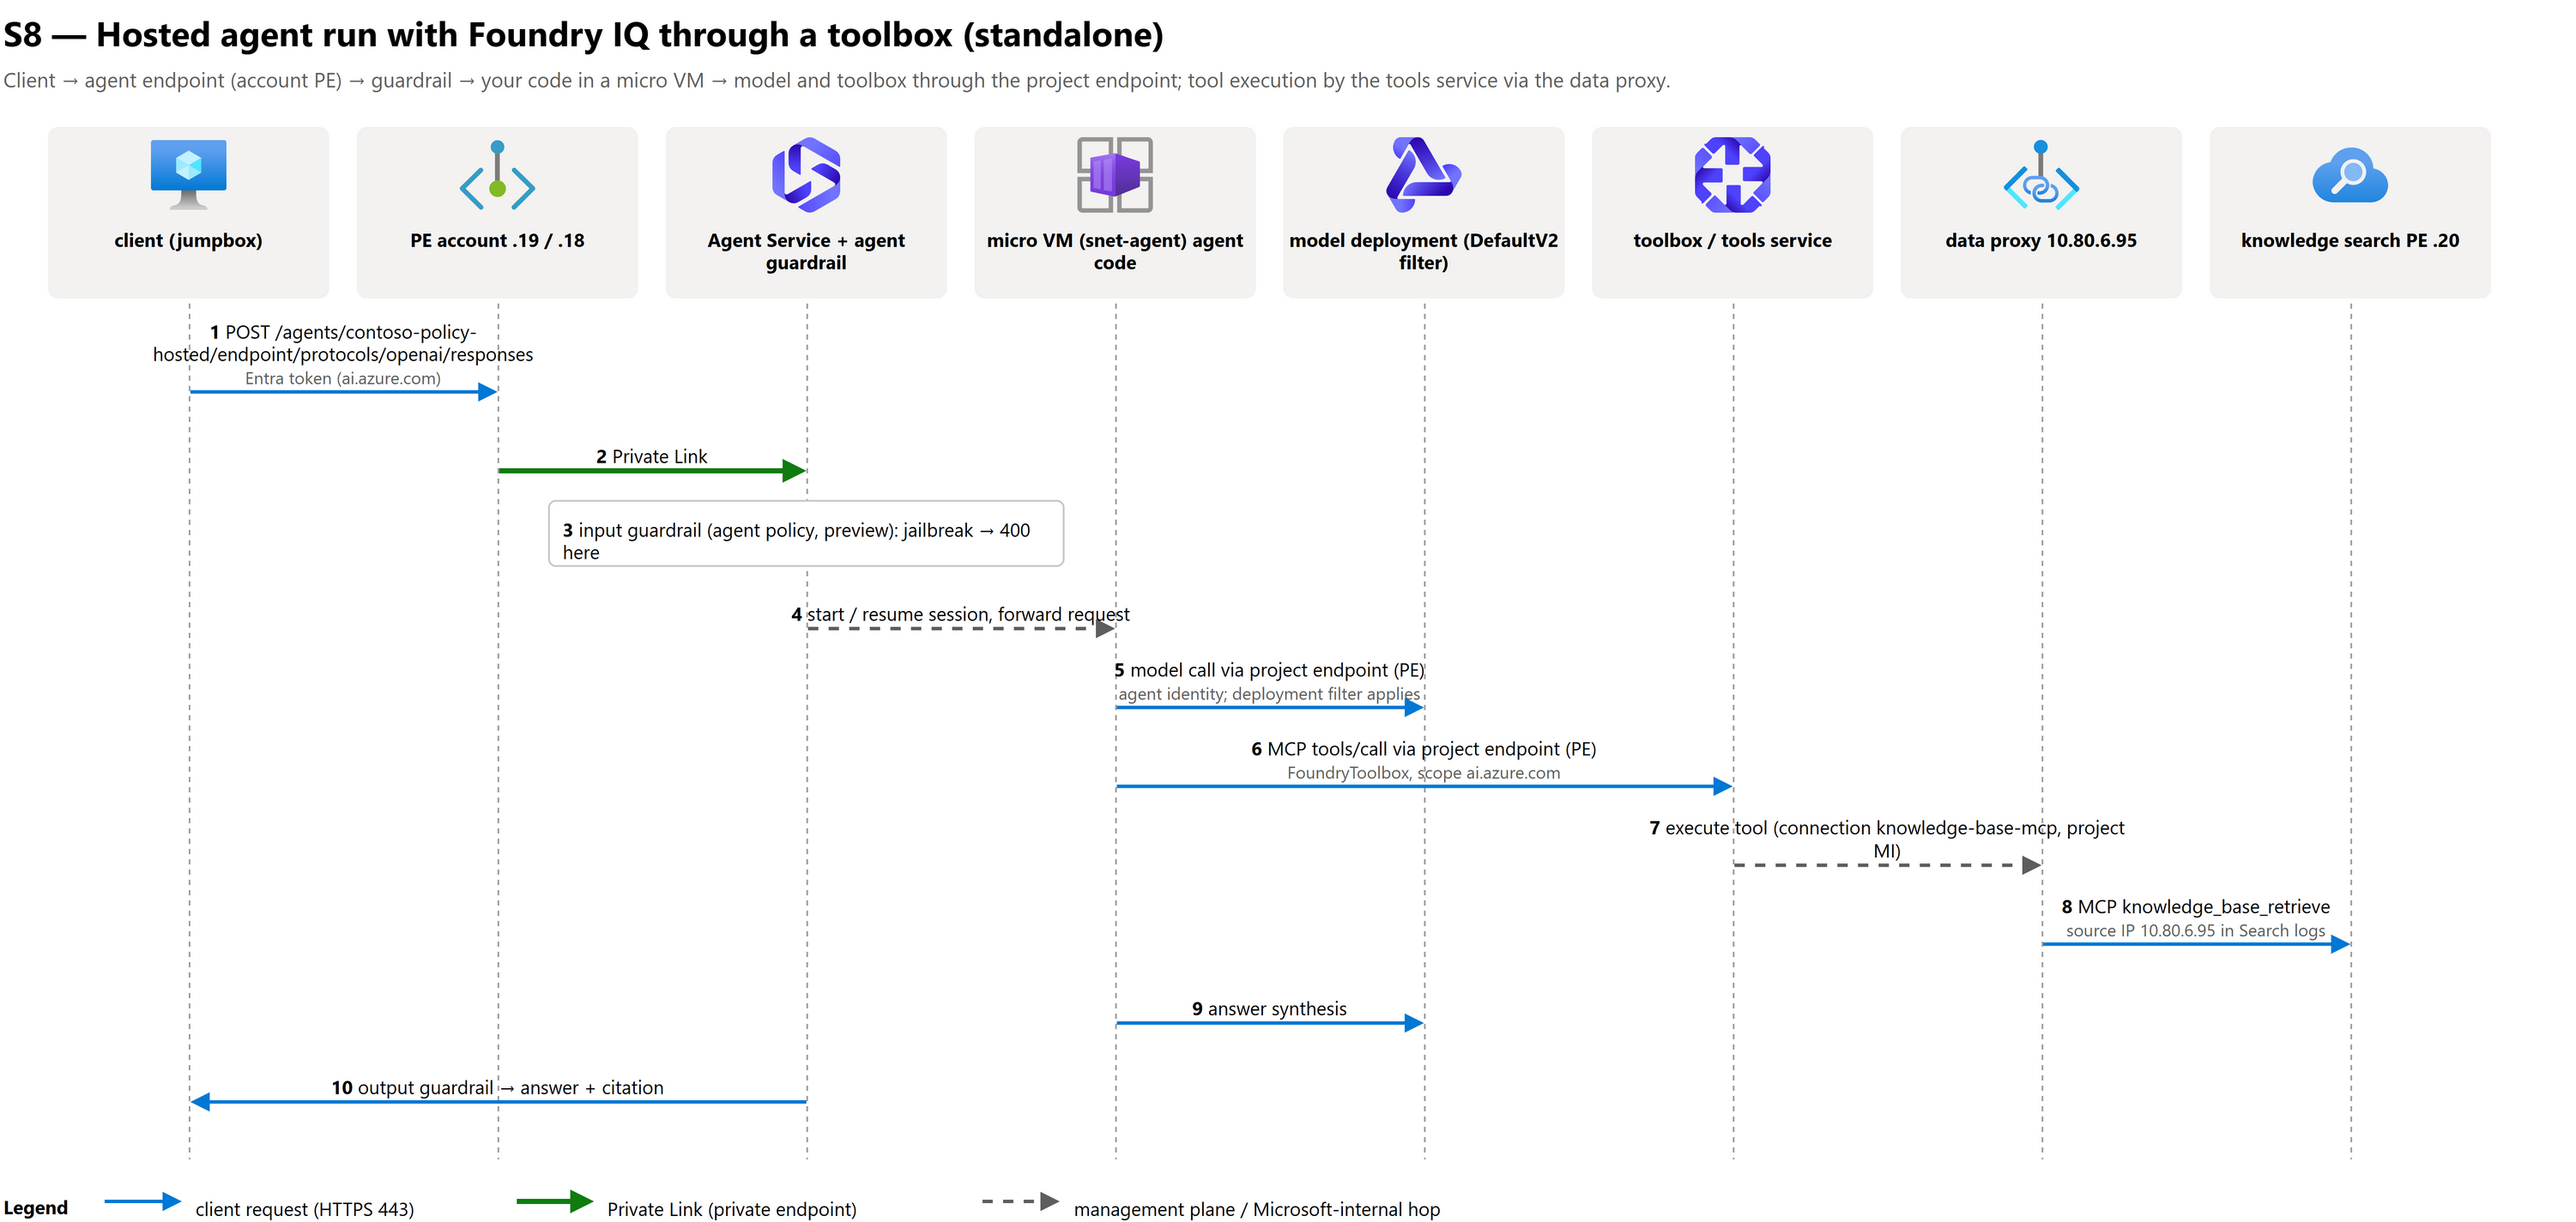 S8 — Hosted agent run with Foundry IQ through a toolbox (standalone)
Client → agent endpoint (account PE) → guardrail → your code in a micro VM → model and toolbox through the project endpoint; tool execution by the tools service via the data proxy.
client (jumpbox)
PE account .19 / .18
Agent Service + agent
guardrail
micro VM (snet-agent) agent
code
model deployment (DefaultV2
filter)
toolbox / tools service
data proxy 10.80.6.95
knowledge search PE .20
1 POST /agents/contoso-policy-
hosted/endpoint/protocols/openai/responses
Entra token (ai.azure.com)
2 Private Link
3 input guardrail (agent policy, preview): jailbreak → 400
here
4 start / resume session, forward request
5 model call via project endpoint (PE)
agent identity; deployment filter applies
6 MCP tools/call via project endpoint (PE)
FoundryToolbox, scope ai.azure.com
7 execute tool (connection knowledge-base-mcp, project
MI)
8 MCP knowledge_base_retrieve
source IP 10.80.6.95 in Search logs
9 answer synthesis
10 output guardrail → answer + citation
Legend
client request (HTTPS 443)
Private Link (private endpoint)
management plane / Microsoft-internal hop